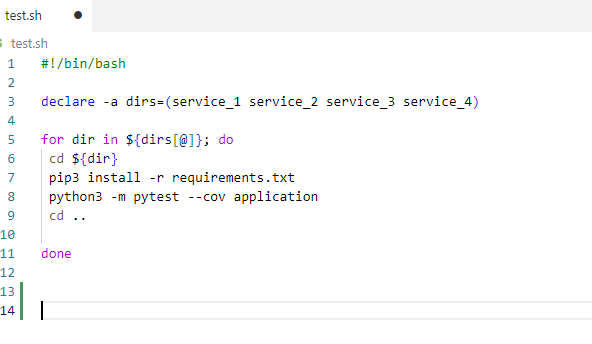 test.sh ●
test.sh
1 #!/bin/bash
2
3 declare -a dirs=(service_1 service_2 service_3 service_4)
4
5 for dir in ${dirs[@]}; do
6 cd ${dir}
7 pip3 install -r requirements.txt
8 python3 -m pytest --cov application
9 cd ..
10
11 done
12
13
14